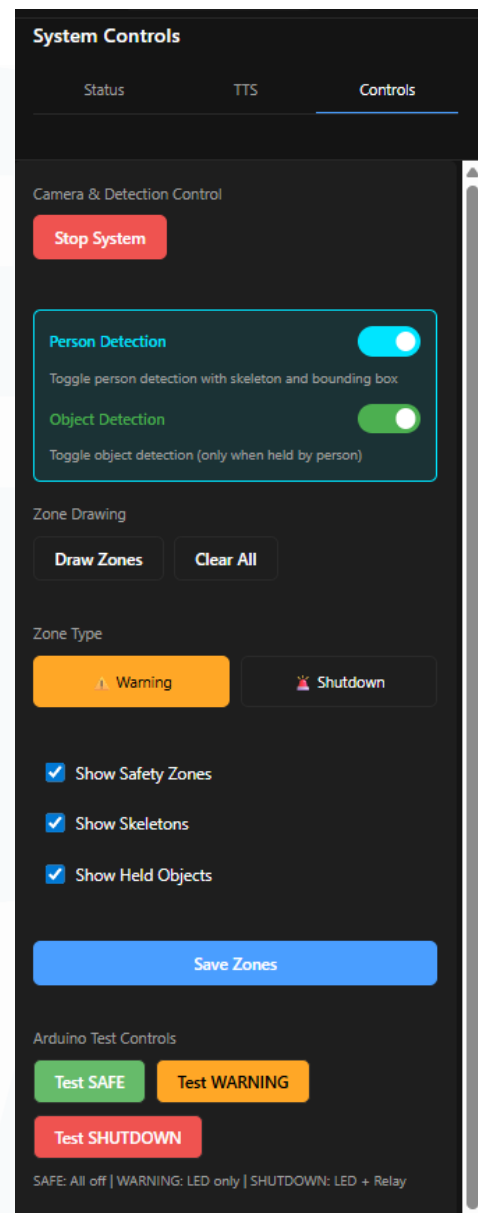 System Controls
Status TTS Controls
Camera & Detection Control
Stop System
Person Detection
Toggle person detection with skeleton and bounding box
Object Detection
Toggle object detection (only when held by person)
Zone Drawing
Draw Zones Clear All
Zone Type
⚠️ Warning 🚨 Shutdown
Show Safety Zones
Show Skeletons
Show Held Objects
Save Zones
Arduino Test Controls
Test SAFE Test WARNING
Test SHUTDOWN
SAFE: All off | WARNING: LED only | SHUTDOWN: LED + Relay